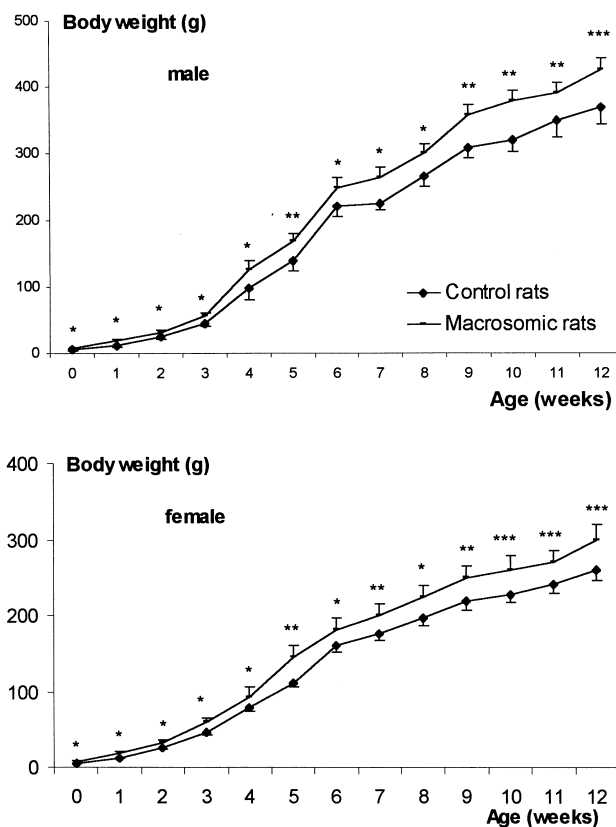 Body weight (g)
male
500
400
300
200
100
0
* * * * * ** * * * ** ** ** ***
Control rats
Macrosomic rats
0 1 2 3 4 5 6 7 8 9 10 11 12
Age (weeks)
Body weight (g)
female
400
300
200
100
0
* * * * * ** * ** * ** *** *** ***
0 1 2 3 4 5 6 7 8 9 10 11 12
Age (weeks)